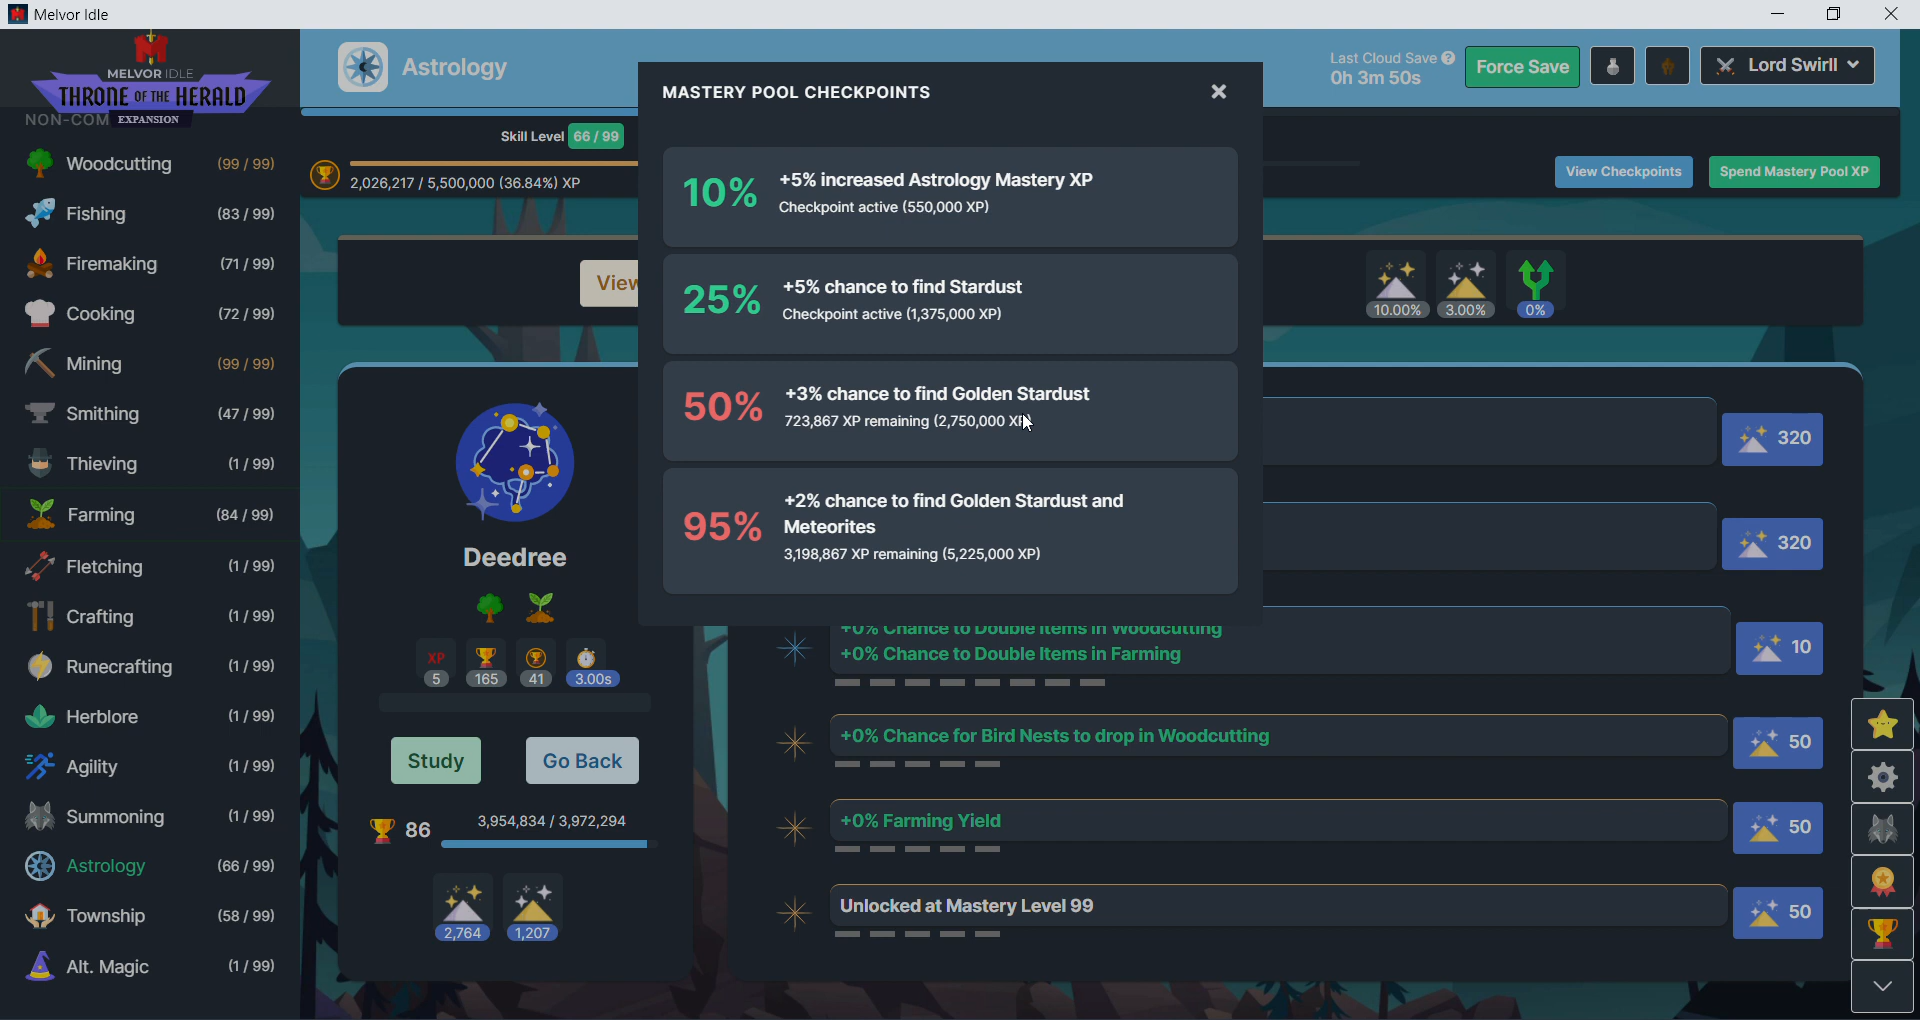 Melvor Idle
MELVOR IDLE
THRONE OF THE HERALD
EXPANSION
NON-COM
Woodcutting (99 / 99)
Fishing (83 / 99)
Firemaking (71 / 99)
Cooking (72 / 99)
Mining (99 / 99)
Smithing (47 / 99)
Thieving (1 / 99)
Farming (84 / 99)
Fletching (1 / 99)
Crafting (1 / 99)
Runecrafting (1 / 99)
Herblore (1 / 99)
Agility (1 / 99)
Summoning (1 / 99)
Astrology (66 / 99)
Township (58 / 99)
Alt. Magic (1 / 99)
Astrology
Last Cloud Save ?
0h 3m 50s
Force Save
Lord Swirll
Skill Level 66 / 99
2,026,217 / 5,500,000 (36.84%) XP
View Checkpoints
Spend Mastery Pool XP
View
10.00%
3.00%
0%
MASTERY POOL CHECKPOINTS
10%
+5% increased Astrology Mastery XP
Checkpoint active (550,000 XP)
25%
+5% chance to find Stardust
Checkpoint active (1,375,000 XP)
50%
+3% chance to find Golden Stardust
723,867 XP remaining (2,750,000 XP)
95%
+2% chance to find Golden Stardust and
Meteorites
3,198,867 XP remaining (5,225,000 XP)
Deedree
XP
5
165
41
3.00s
Study
Go Back
86
3,954,834 / 3,972,294
2,764
1,207
320
320
+0% Chance to Double Items in Woodcutting
+0% Chance to Double Items in Farming
10
+0% Chance for Bird Nests to drop in Woodcutting
50
+0% Farming Yield
50
Unlocked at Mastery Level 99
50